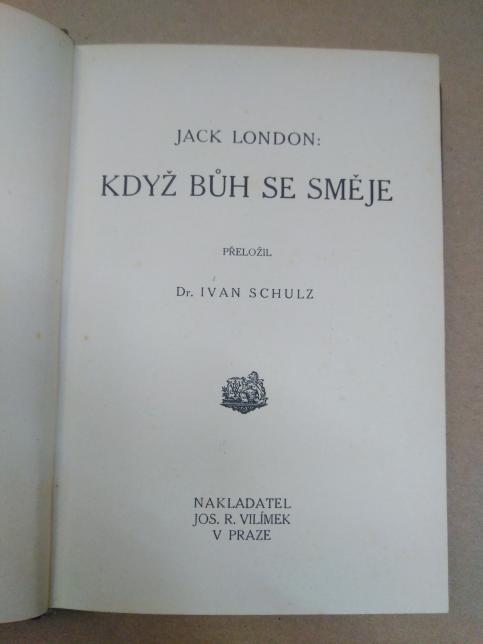 JACK LONDON:
KDYŽ BŮH SE SMĚJE
PŘELOŽIL
Dr. IVAN SCHULZ
NAKLADATEL
JOS. R. VILÍMEK
V PRAZE